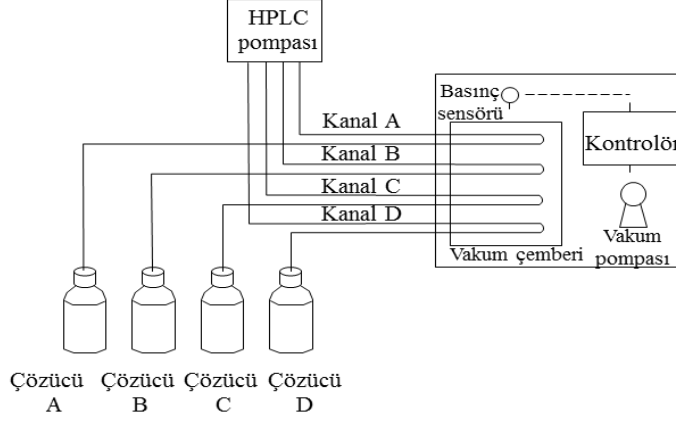 HPLC
pompası
Basınç
sensörü
Kanal A
Kanal B
Kanal C
Kanal D
Kontrolör
Vakum
pompası
Vakum çemberi
Çözücü
A
Çözücü
B
Çözücü
C
Çözücü
D